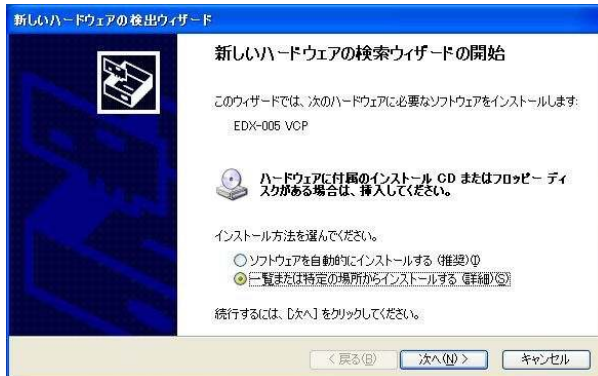 新しいハードウェアの検出ウィザード
新しいハードウェアの検索ウィザードの開始
このウィザードでは、次のハードウェアに必要なソフトウェアをインストールします:
EDX-005 VCP
ハードウェアに付属のインストール CD またはフロッピー ディ
スクがある場合は、挿入してください。
インストール方法を選んでください。
ソフトウェアを自動的にインストールする (推奨)(I)
一覧または特定の場所からインストールする (詳細)(S)
続行するには、[次へ] をクリックしてください。
< 戻る(B) 次へ(N) > キャンセル